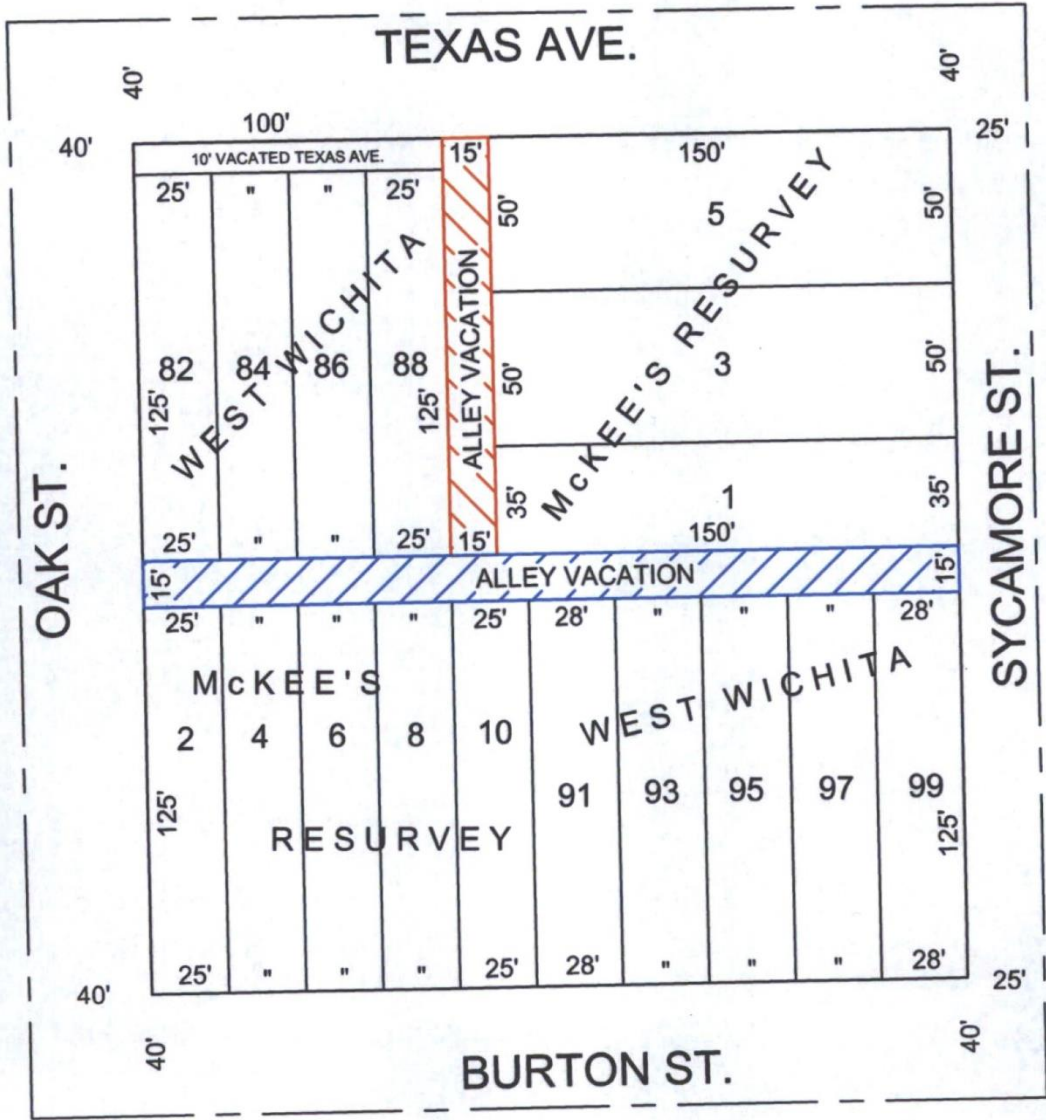 TEXAS AVE.
40'
40'
40'
100'
25'
10' VACATED TEXAS AVE.
15'
150'
25' " " 25'
50'
5
50'
WEST WICHITA
ALLEY VACATION
McKEE'S RESURVEY
82 84 86 88
125'
125'
50'
3
50'
35'
1
35'
25' " " 25'
15'
150'
OAK ST.
SYCAMORE ST.
15'
ALLEY VACATION
15'
25' " " " 25' 28' " " " 28'
McKEE'S
WEST WICHITA
2 4 6 8 10
91 93 95 97 99
125'
125'
RESURVEY
25' " " " 25' 28' " " " 28'
40'
25'
40'
40'
BURTON ST.